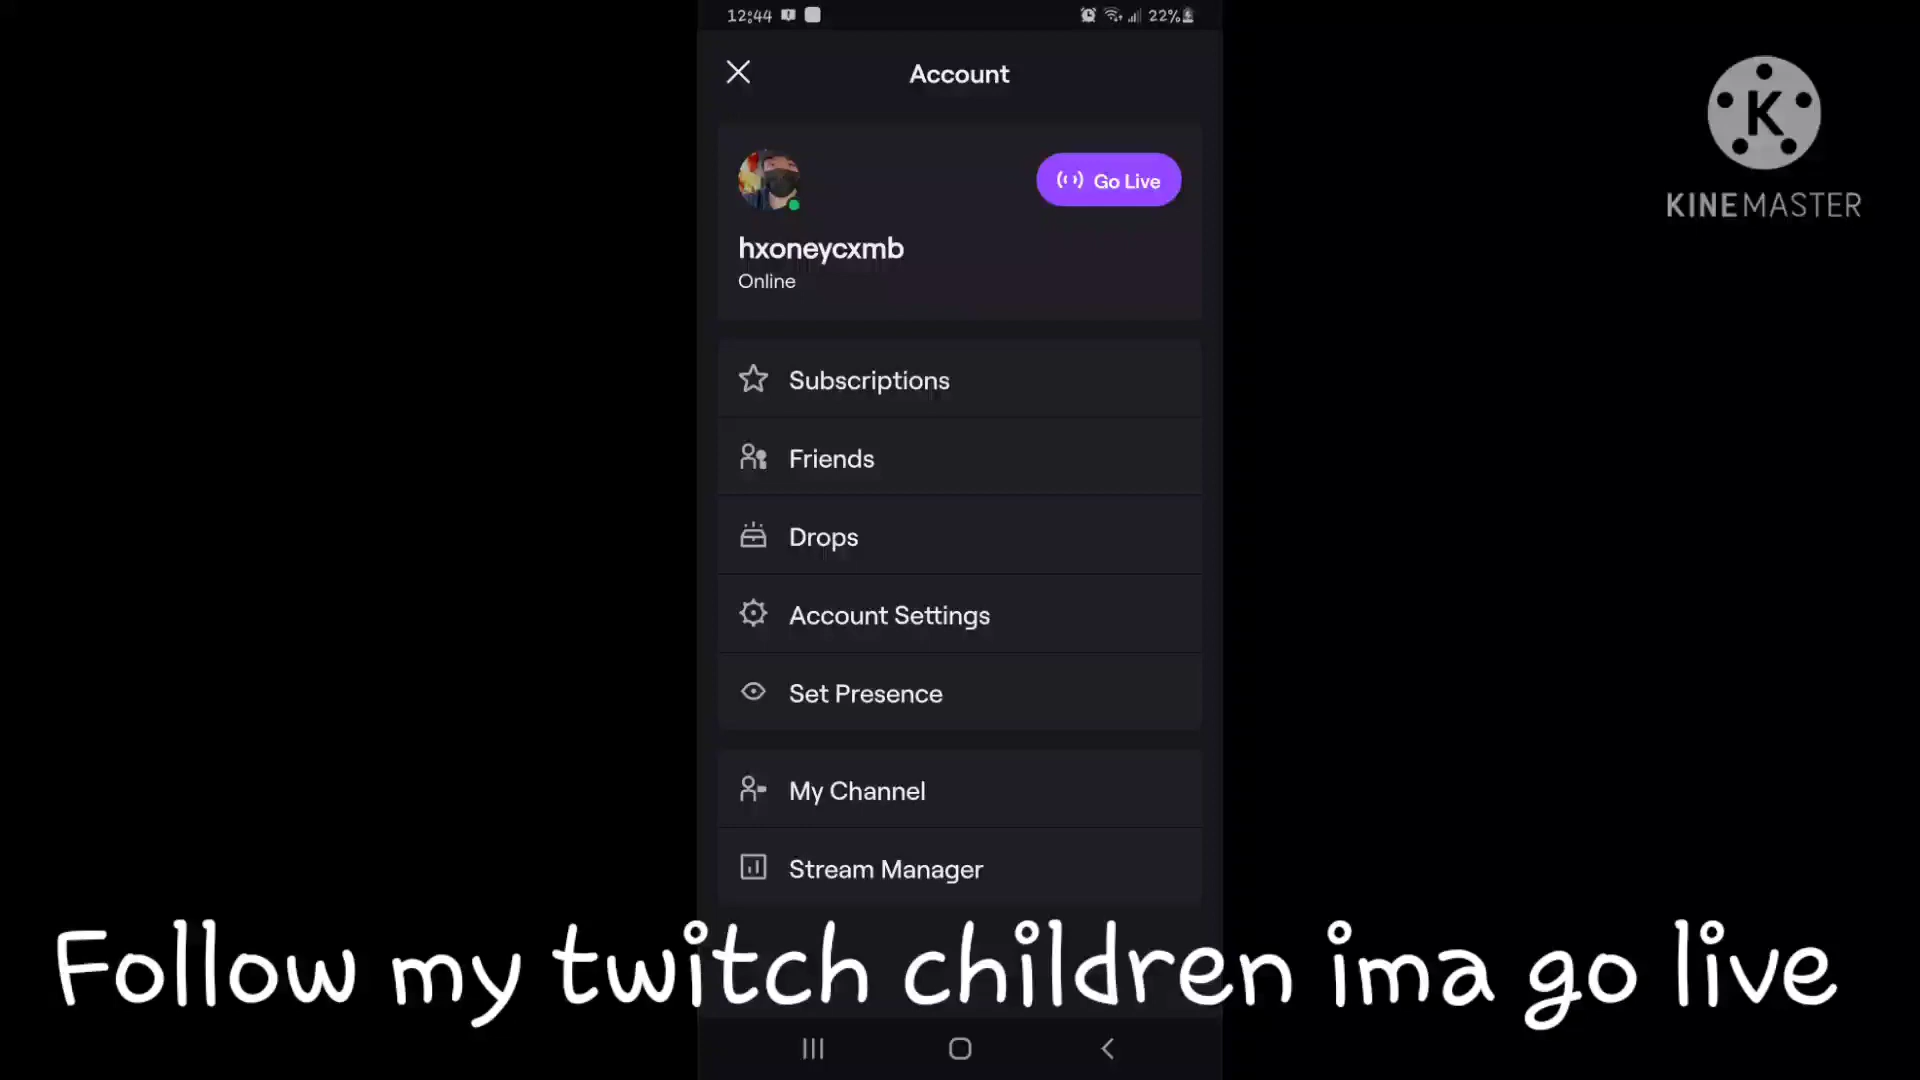 12:44
22%
Account
Go Live
hxoneycxmb
Online
Subscriptions
Friends
Drops
Account Settings
Set Presence
My Channel
Stream Manager
Follow my twitch children ima go live
K
KINEMASTER